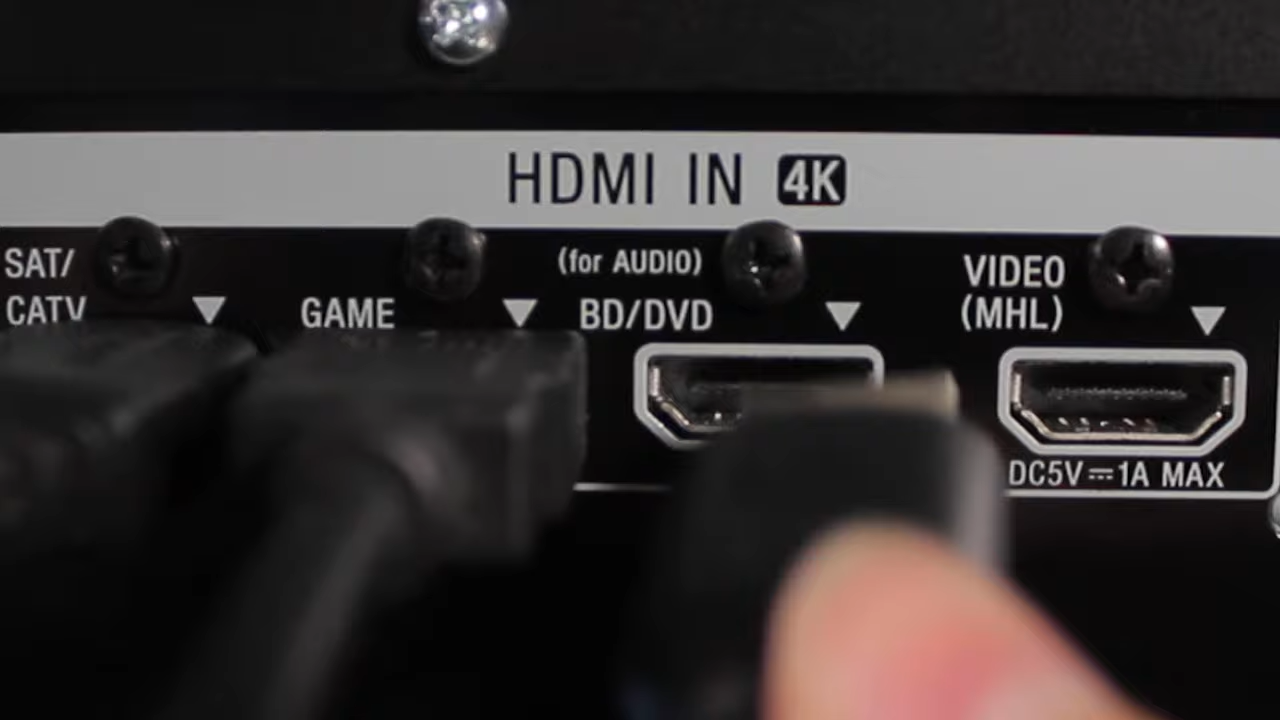 HDMI IN 4K
SAT/
CATV
GAME
(for AUDIO)
BD/DVD
VIDEO
(MHL)
DC5V⎓1A MAX